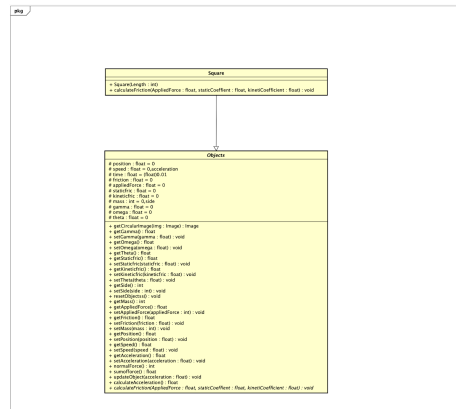 pkg
Square
+ Square(Length : int)
+ calculateFriction(AppliedForce : float, staticCoeffient : float, kinetiCoefficient : float) : void
Objects
# position : float = 0
# speed : float = 0,acceleration
# time : float = (float)0.01
# friction : float = 0
# appliedForce : float = 0
# staticfric : float = 0
# kineticfric : float = 0
# mass : int = 0,side
# gamma : float = 0
# omega : float = 0
# theta : float = 0
+ getCircularImage(img : Image) : Image
+ getGamma() : float
+ setGamma(gamma : float) : void
+ getOmega() : float
+ setOmega(omega : float) : void
+ getTheta() : float
+ getStaticFric() : float
+ setStaticfric(staticfric : float) : void
+ getKineticfric() : float
+ setKineticfric(kineticfric : float) : void
+ setTheta(theta : float) : void
+ getSide() : int
+ setSide(side : int) : void
+ resetObjects() : void
+ getMass() : int
+ getAppliedForce() : float
+ setAppliedForce(appliedForce : int) : void
+ getFriction() : float
+ setFriction(friction : float) : void
+ setMass(mass : int) : void
+ getPosition() : float
+ setPosition(position : float) : void
+ getSpeed() : float
+ setSpeed(speed : float) : void
+ getAcceleration() : float
+ setAcceleration(acceleration : float) : void
+ normalForce() : int
+ sumofforce() : float
+ updateObject(acceleration : float) : void
+ calculateAcceleration() : float
+ calculateFriction(AppliedForce : float, staticCoeffient : float, kinetiCoefficient : float) : void